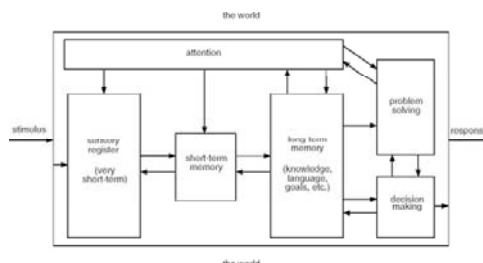 the world
attention
problem
solving
stimulus
sensory
register
(very
short-term)
short-term
memory
long term
memory
(knowledge,
language,
goals, etc.)
respons
decision
making
the world